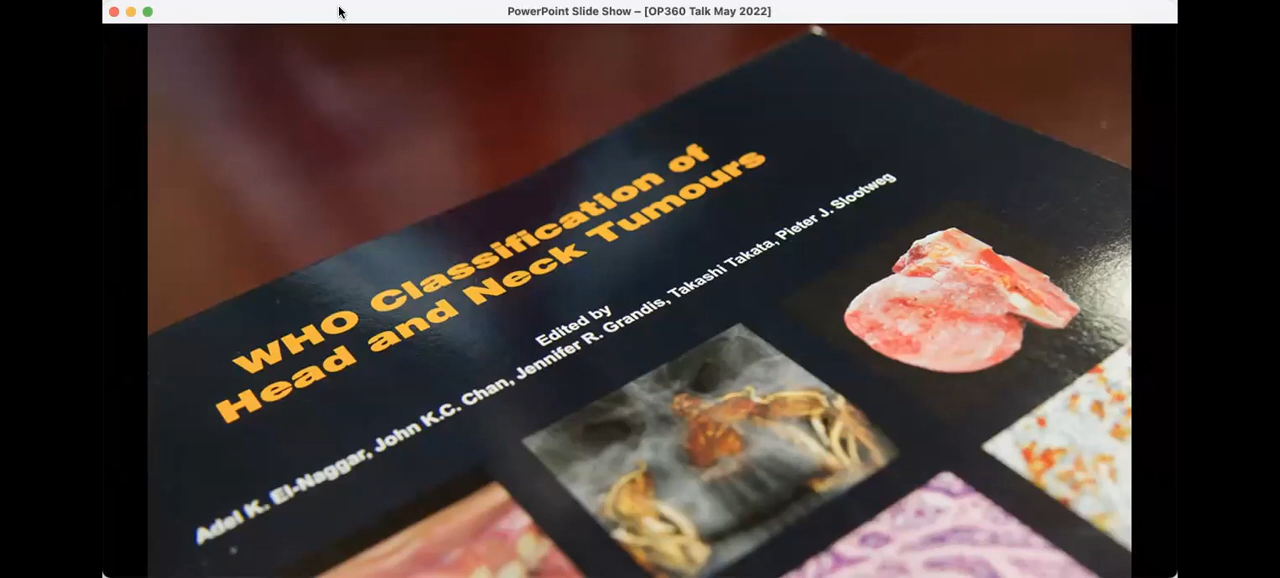 PowerPoint Slide Show – [OP360 Talk May 2022]
WHO Classification of
Head and Neck Tumours
Edited by
Adel K. El-Naggar, John K.C. Chan, Jennifer R. Grandis, Takashi Takata, Pieter J. Slootweg